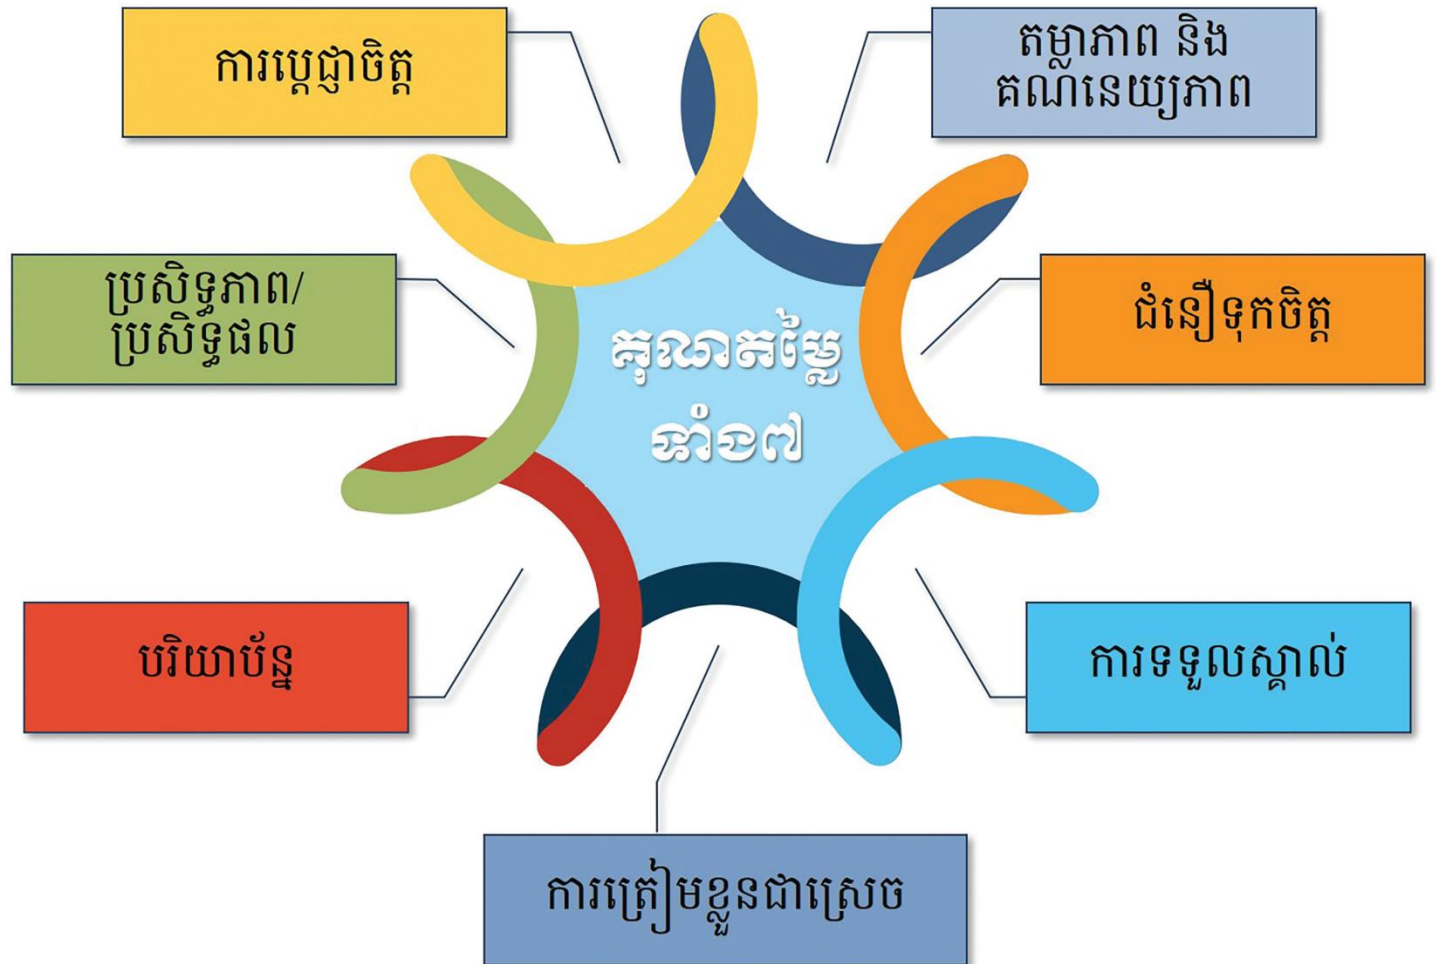 ការប្តេជ្ញាចិត្ត
តម្លាភាព និង
គណនេយ្យភាព
ប្រសិទ្ធភាព/
ប្រសិទ្ធផល
ជំនឿទុកចិត្ត
គុណតម្លៃ
ទាំង៧
បរិយាប័ន្ន
ការទទួលស្គាល់
ការត្រៀមខ្លួនជាស្រេច